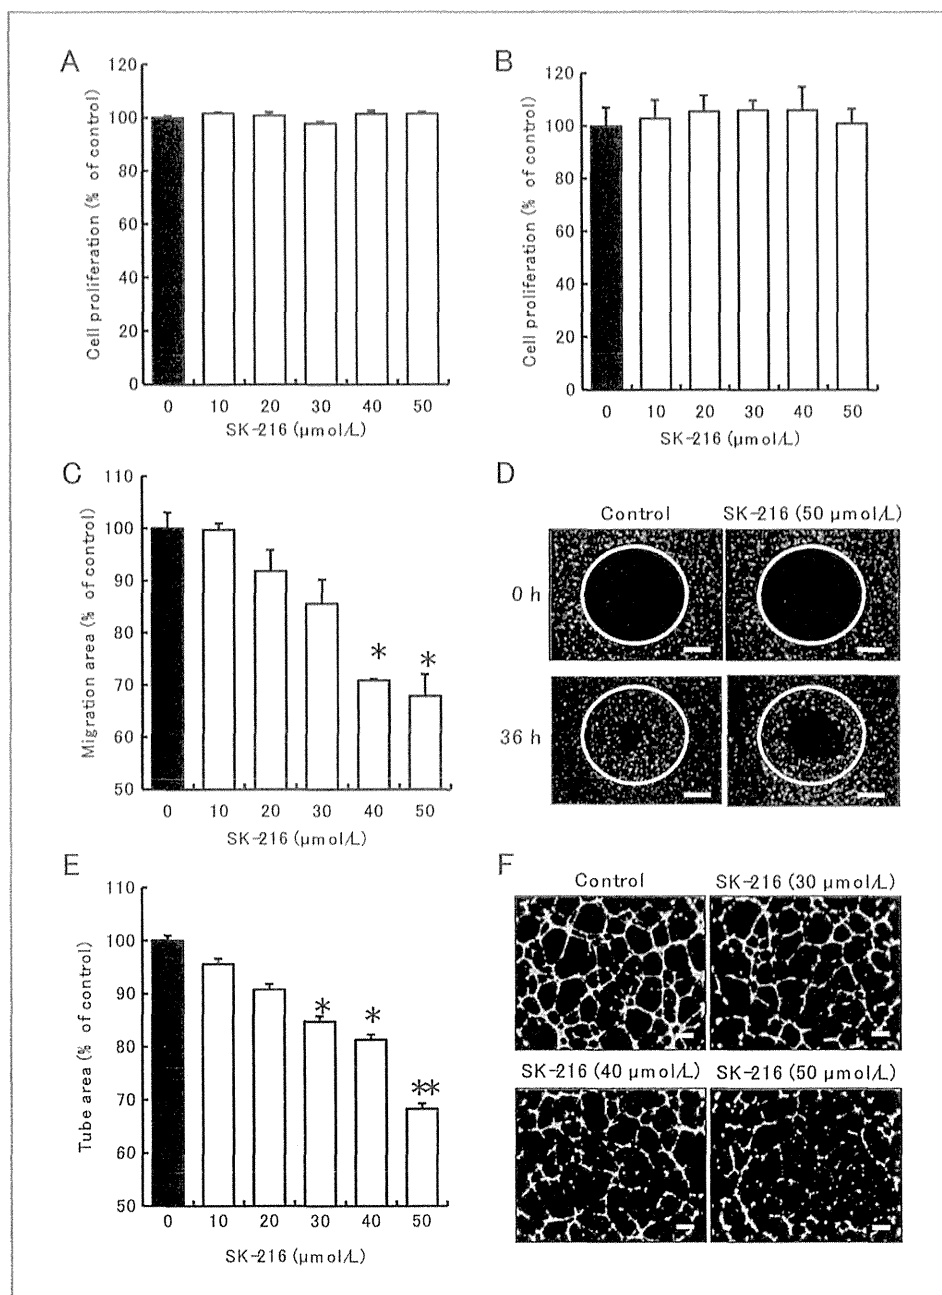 A
Cell proliferation (% of control)
120
100
80
60
40
20
0
0 10 20 30 40 50
SK-216 (µmol/L)
B
Cell proliferation (% of control)
120
100
80
60
40
20
0
0 10 20 30 40 50
SK-216 (µmol/L)
C
Migration area (% of control)
110
100
90
80
70
60
50
* *
0 10 20 30 40 50
SK-216 (µmol/L)
D
Control SK-216 (50 µmol/L)
0 h
36 h
E
Tube area (% of control)
110
100
90
80
70
60
50
* * **
0 10 20 30 40 50
SK-216 (µmol/L)
F
Control SK-216 (30 µmol/L)
SK-216 (40 µmol/L) SK-216 (50 µmol/L)